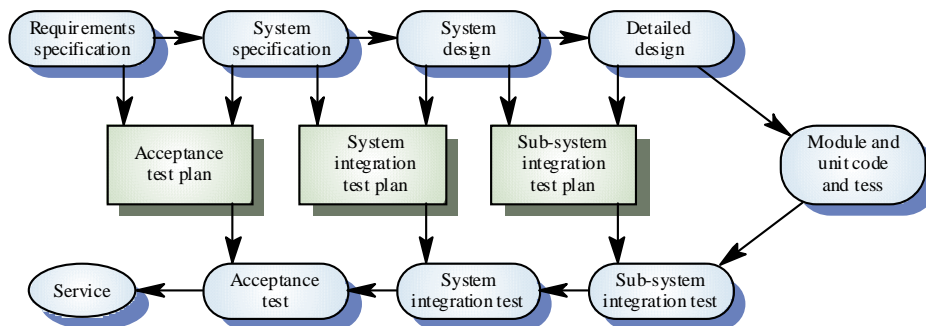 Requirements
specification
System
specification
System
design
Detailed
design
Acceptance
test plan
System
integration
test plan
Sub-system
integration
test plan
Module and
unit code
and tess
Service
Acceptance
test
System
integration test
Sub-system
integration test